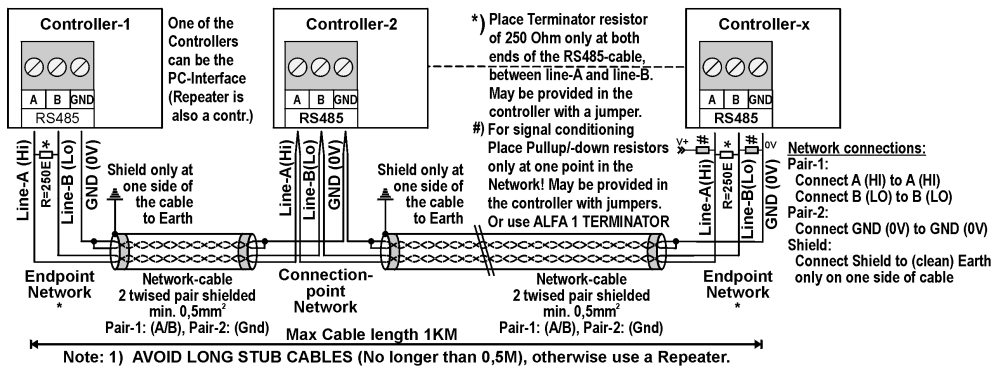 Controller-1
A
B
GND
RS485
One of the
Controllers
can be the
PC-Interface
(Repeater is
also a contr.)
Controller-2
A
B
GND
RS485
*) Place Terminator resistor
of 250 Ohm only at both
ends of the RS485-cable,
between line-A and line-B.
May be provided in the
controller with a jumper.
#) For signal conditioning
Place Pullup/-down resistors
only at one point in the
Network! May be provided in
the controller with jumpers.
Or use ALFA 1 TERMINATOR
Controller-x
A
B
GND
RS485
Line-A (Hi)
R=250E
*
Line-B (Lo)
GND (0V)
Shield only at
one side of
the cable
to Earth
Line-A(Hi)
Line-B(Lo)
GND (0V)
Shield only at
one side of
the cable
to Earth
V+
#
*
#
0V
Line-A(Hi)
R=250E
Line-B(Lo)
GND (0V)
Network connections:
Pair-1:
Connect A (HI) to A (HI)
Connect B (LO) to B (LO)
Pair-2:
Connect GND (0V) to GND (0V)
Shield:
Connect Shield to (clean) Earth
only on one side of cable
Endpoint
Network
*
Network-cable
2 twised pair shielded
min. 0,5mm²
Pair-1: (A/B), Pair-2: (Gnd)
Connection-
point
Network
Network-cable
2 twised pair shielded
min. 0,5mm²
Pair-1: (A/B), Pair-2: (Gnd)
Endpoint
Network
*
Max Cable length 1KM
Note: 1) AVOID LONG STUB CABLES (No longer than 0,5M), otherwise use a Repeater.